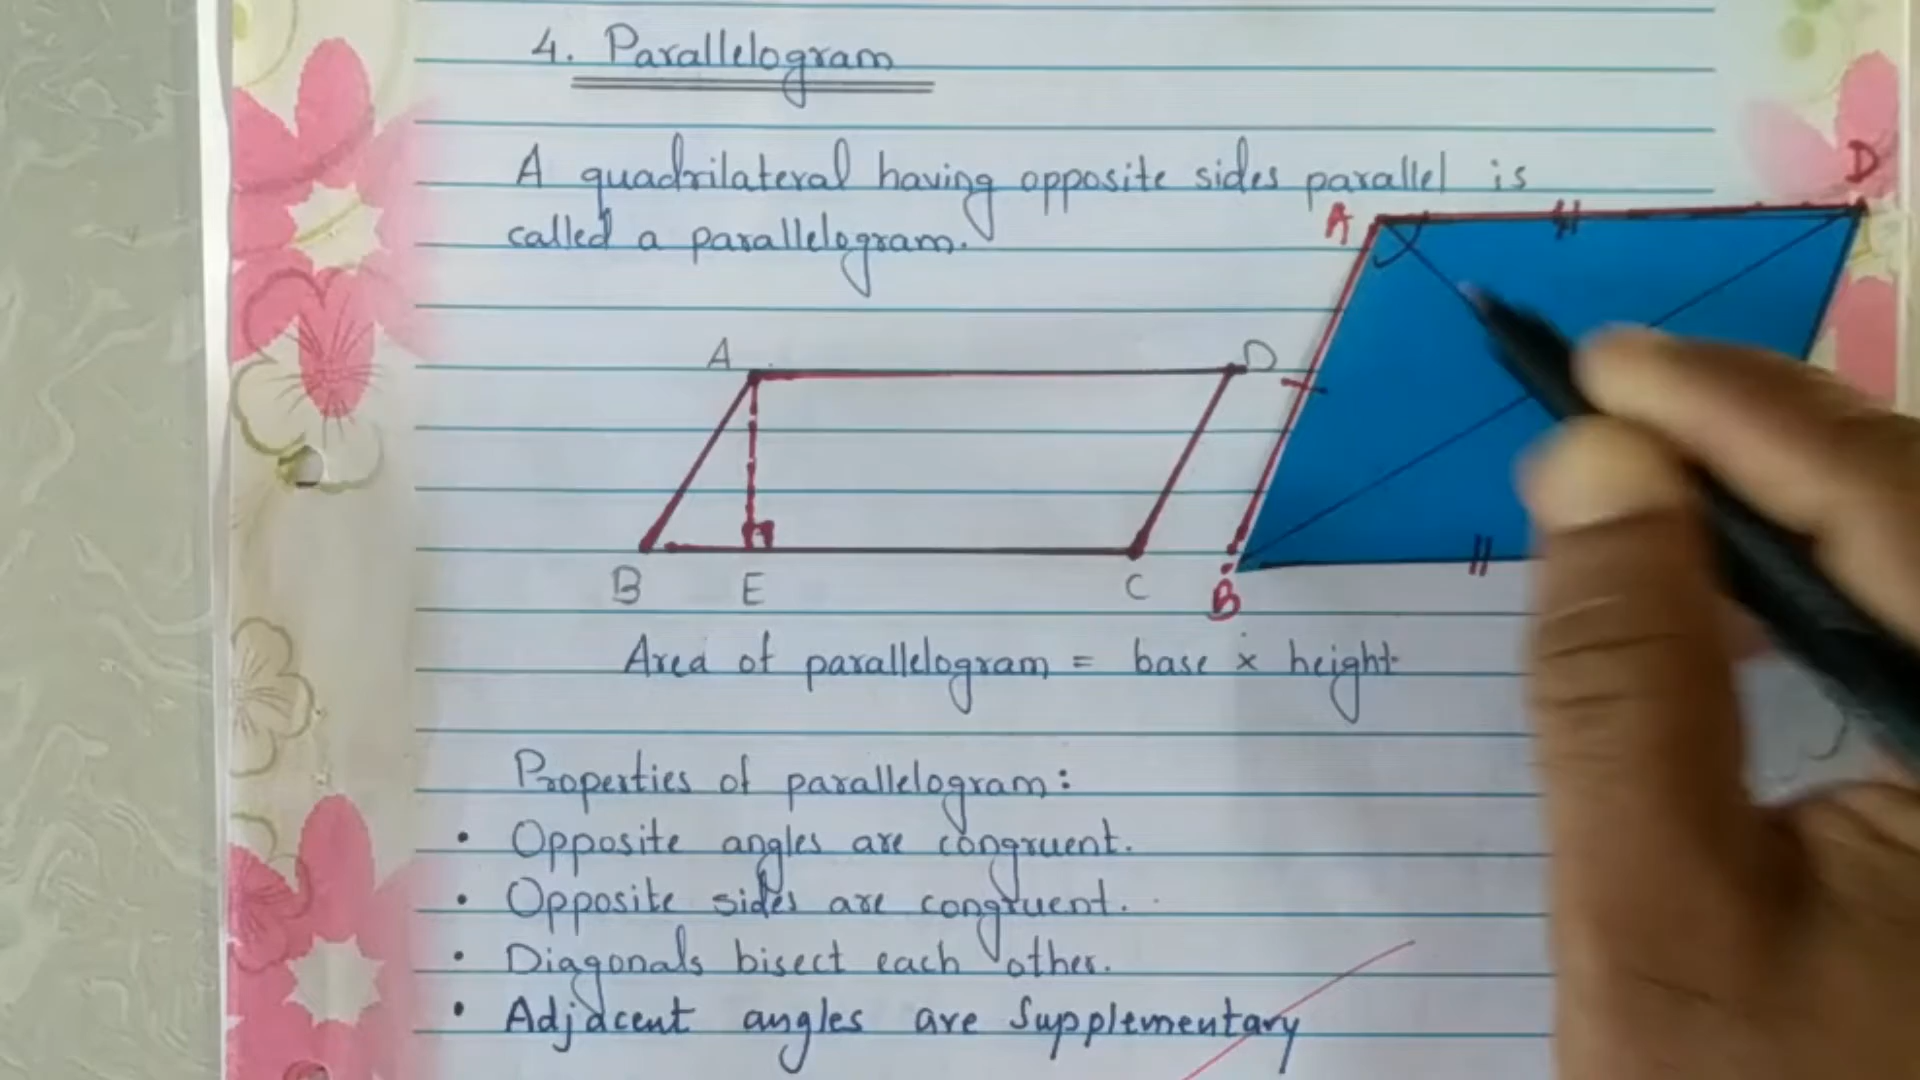 4. Parallelogram
A quadrilateral having opposite sides parallel is
called a parallelogram.
A D
A D
B E C
B
Area of parallelogram = base × height
Properties of parallelogram:
• Opposite angles are congruent.
• Opposite sides are congruent.
• Diagonals bisect each other.
• Adjacent angles are Supplementary